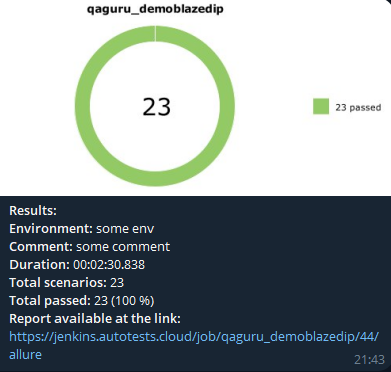 qaguru_demoblazedip
23
23 passed
Results:
Environment: some env
Comment: some comment
Duration: 00:02:30.838
Total scenarios: 23
Total passed: 23 (100 %)
Report available at the link:
https://jenkins.autotests.cloud/job/qaguru_demoblazedip/44/
allure
21:43